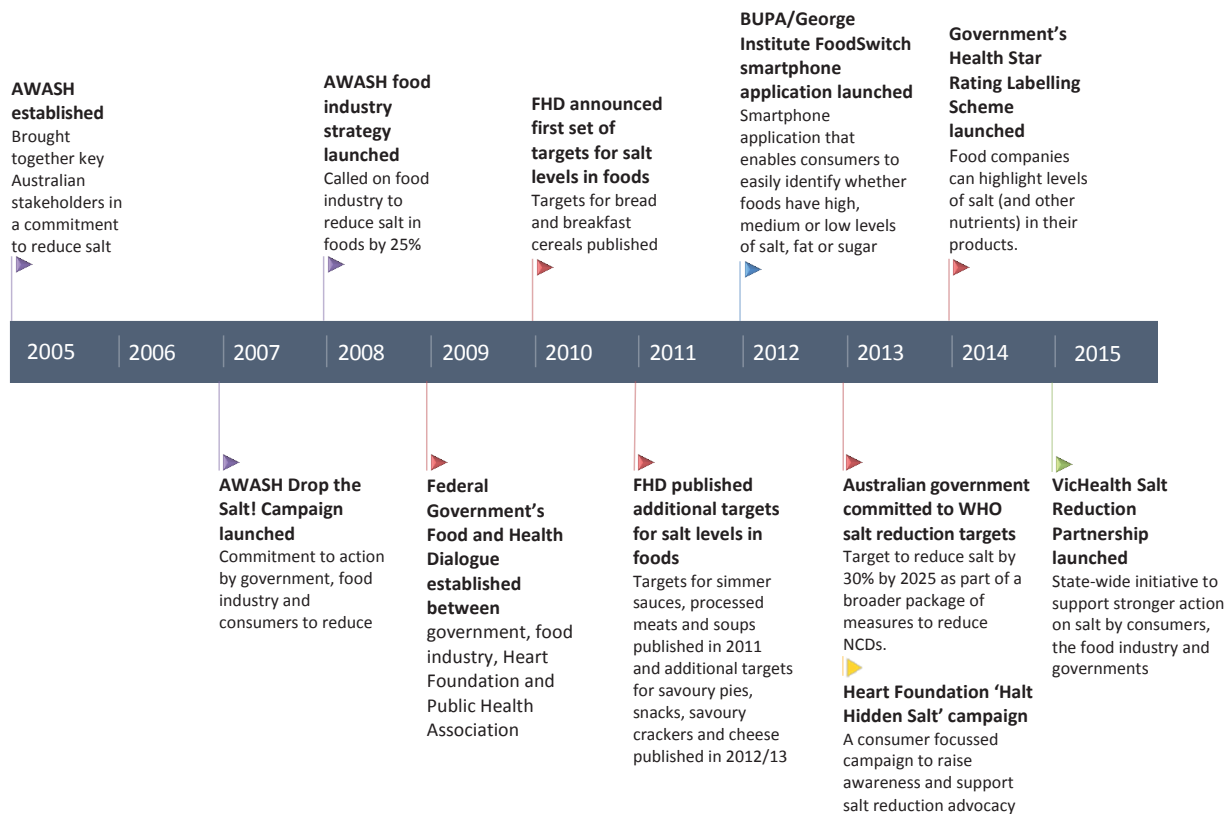 AWASH
established
Brought
together key
Australian
stakeholders in
a commitment
to reduce salt
AWASH food
industry
strategy
launched
Called on food
industry to
reduce salt in
foods by 25%
FHD announced
first set of
targets for salt
levels in foods
Targets for bread
and breakfast
cereals published
BUPA/George
Institute FoodSwitch
smartphone
application launched
Smartphone
application that
enables consumers to
easily identify whether
foods have high,
medium or low levels
of salt, fat or sugar
Government’s
Health Star
Rating Labelling
Scheme
launched
Food companies
can highlight levels
of salt (and other
nutrients) in their
products.
2005 2006 2007 2008 2009 2010 2011 2012 2013 2014 2015
AWASH Drop the
Salt! Campaign
launched
Commitment to action
by government, food
industry and
consumers to reduce
Federal
Government’s
Food and Health
Dialogue
established
between
government, food
industry, Heart
Foundation and
Public Health
Association
FHD published
additional targets
for salt levels in
foods
Targets for simmer
sauces, processed
meats and soups
published in 2011
and additional targets
for savoury pies,
snacks, savoury
crackers and cheese
published in 2012/13
Australian government
committed to WHO
salt reduction targets
Target to reduce salt by
30% by 2025 as part of a
broader package of
measures to reduce
NCDs.
Heart Foundation ‘Halt
Hidden Salt’ campaign
A consumer focussed
campaign to raise
awareness and support
salt reduction advocacy
VicHealth Salt
Reduction
Partnership
launched
State-wide initiative to
support stronger action
on salt by consumers,
the food industry and
governments